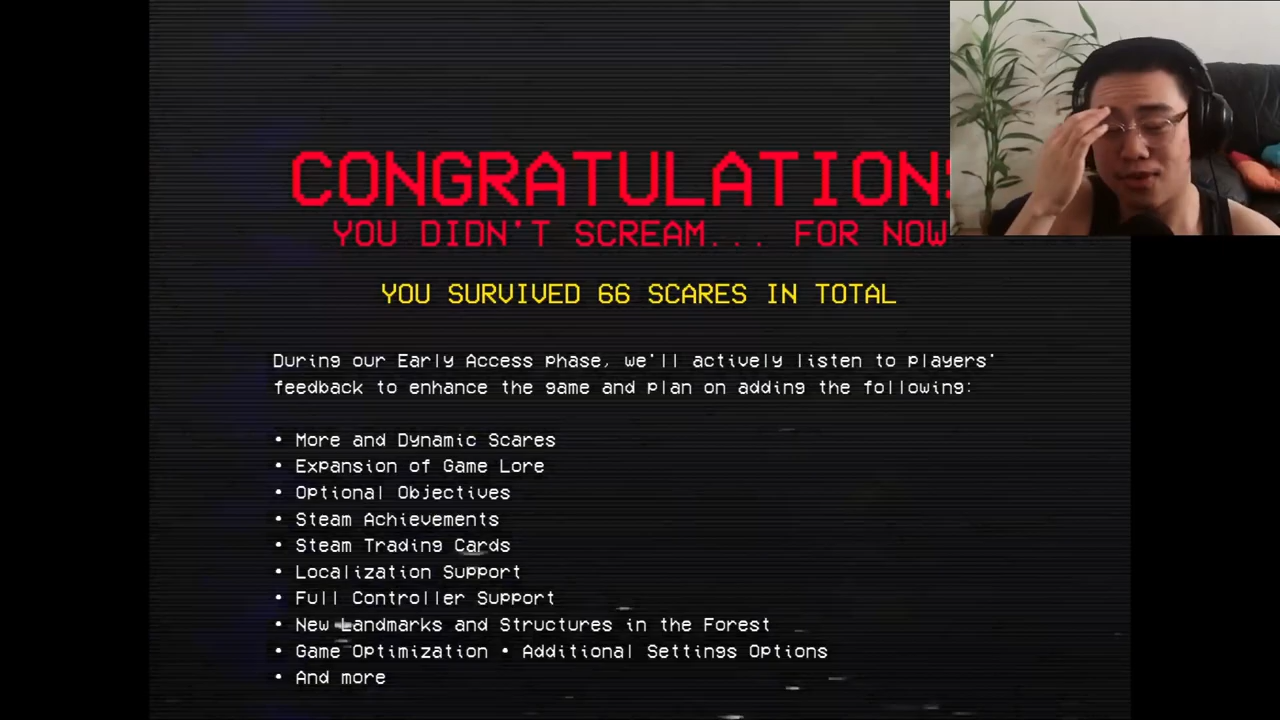 CONGRATULATIONS
YOU DIDN'T SCREAM... FOR NOW
YOU SURVIVED 66 SCARES IN TOTAL
During our Early Access phase, we'll actively listen to players'
feedback to enhance the game and plan on adding the following:
• More and Dynamic Scares
• Expansion of Game Lore
• Optional Objectives
• Steam Achievements
• Steam Trading Cards
• Localization Support
• Full Controller Support
• New Landmarks and Structures in the Forest
• Game Optimization • Additional Settings Options
• And more